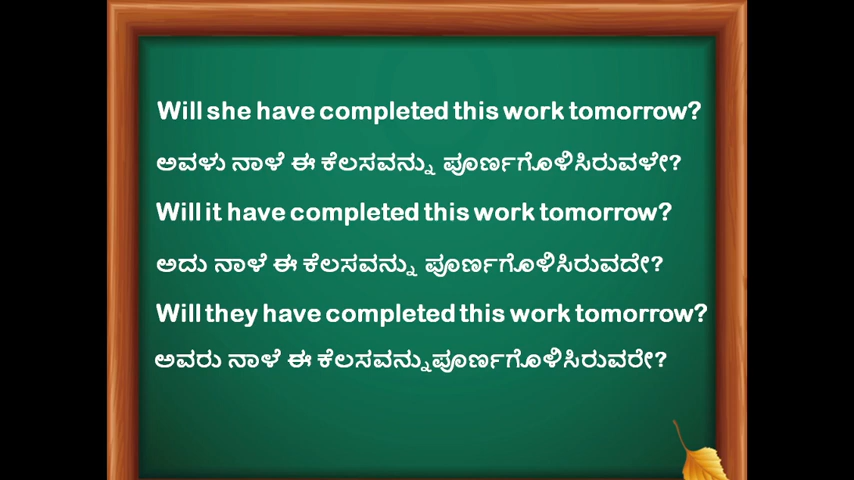 Will she have completed this work tomorrow?
ಅವಳು ನಾಳೆ ಈ ಕೆಲಸವನ್ನು ಪೂರ್ಣಗೊಳಿಸಿರುವಳೇ?
Will it have completed this work tomorrow?
ಅದು ನಾಳೆ ಈ ಕೆಲಸವನ್ನು ಪೂರ್ಣಗೊಳಿಸಿರುವದೇ?
Will they have completed this work tomorrow?
ಅವರು ನಾಳೆ ಈ ಕೆಲಸವನ್ನುಪೂರ್ಣಗೊಳಿಸಿರುವರೇ?